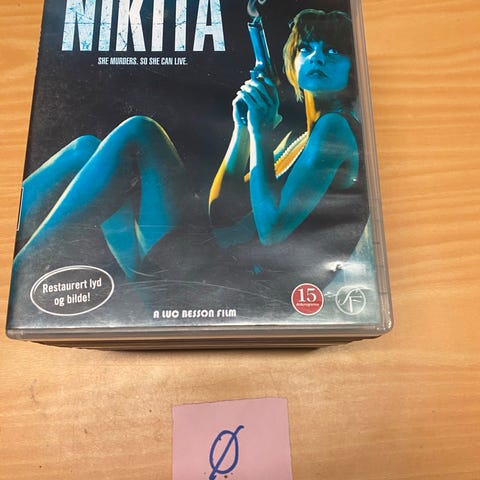 NIKITA
SHE MURDERS. SO SHE CAN LIVE.
Restaurert lyd
og bilde!
15
A LUC BESSON FILM
Ø